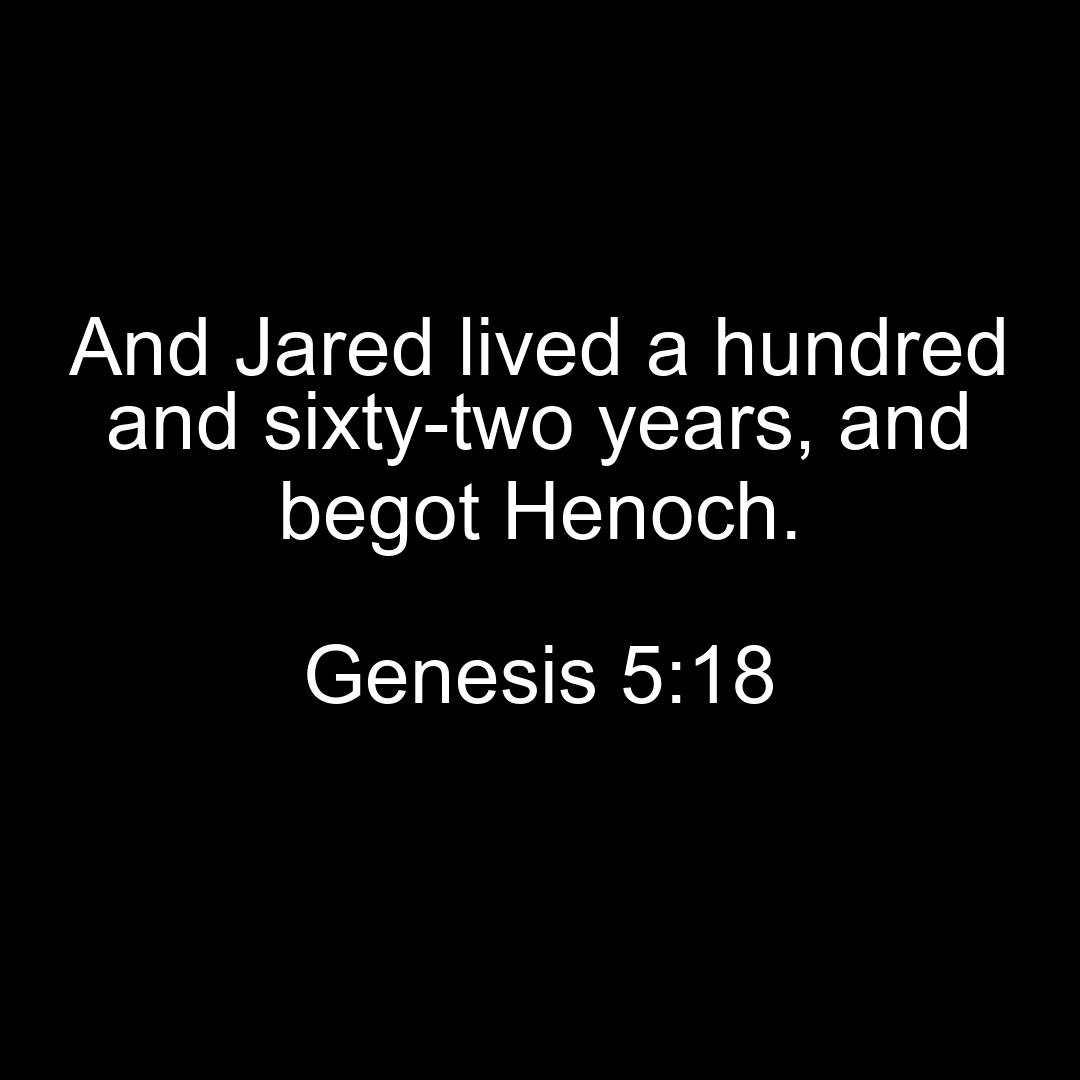 And Jared lived a hundred
and sixty-two years, and
begot Henoch.
Genesis 5:18